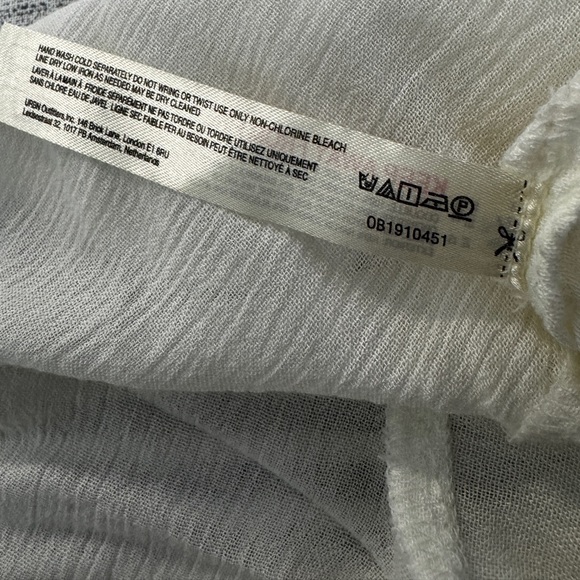 HAND WASH COLD SEPARATELY DO NOT WRING OR TWIST USE ONLY NON-CHLORINE BLEACH
LINE DRY LOW IRON AS NEEDED MAY BE DRY CLEANED
LAVER À LA MAIN À FROIDE SÉPARÉMENT NE PAS TORDRE OU TORDRE UTILISEZ UNIQUEMENT
SANS CHLORE EAU DE JAVEL LIGNE SEC FAIBLE FER AU BESOIN PEUT-ÊTRE NETTOYÉ À SEC
URBN Outfitters, Inc. 146 Brick Lane, London E1 6RU
Leidsestraat 32, 1017 PB Amsterdam, Netherlands
OB1910451